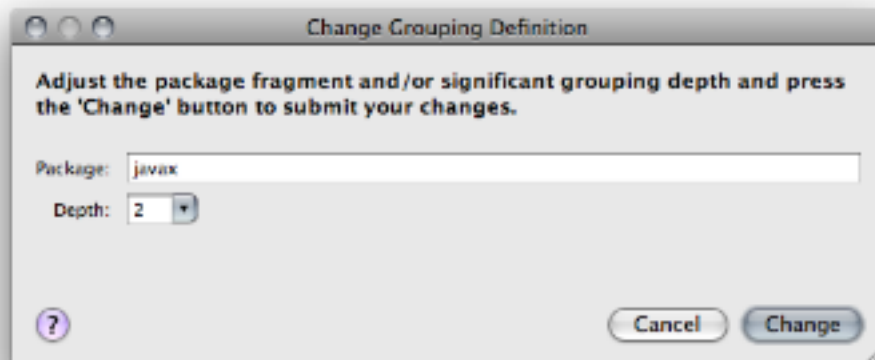 Change Grouping Definition
Adjust the package fragment and/or significant grouping depth and press
the 'Change' button to submit your changes.
Package: javax
Depth: 2
? Cancel Change